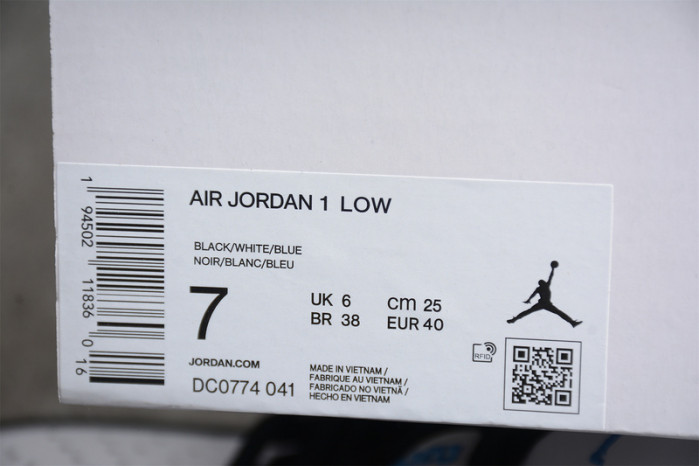 AIR JORDAN 1 LOW
BLACK/WHITE/BLUE
NOIR/BLANC/BLEU
7
UK 6 cm 25
BR 38 EUR 40
JORDAN.COM
DC0774 041
MADE IN VIETNAM /
FABRIQUE AU VIETNAM /
FABRICADO NO VIETNÃ /
HECHO EN VIETNAM
RFID
1 94502 11836 0 16